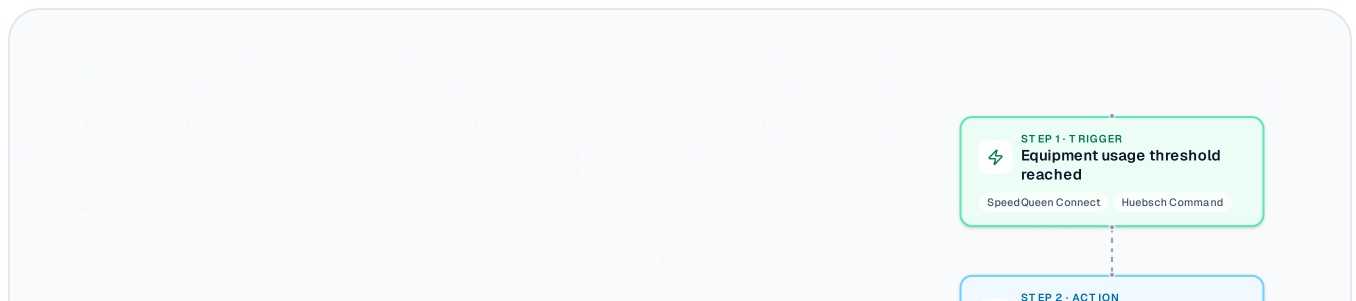 STEP 1 · TRIGGER
Equipment usage threshold
reached
SpeedQueen Connect Huebsch Command
STEP 2 · ACTION